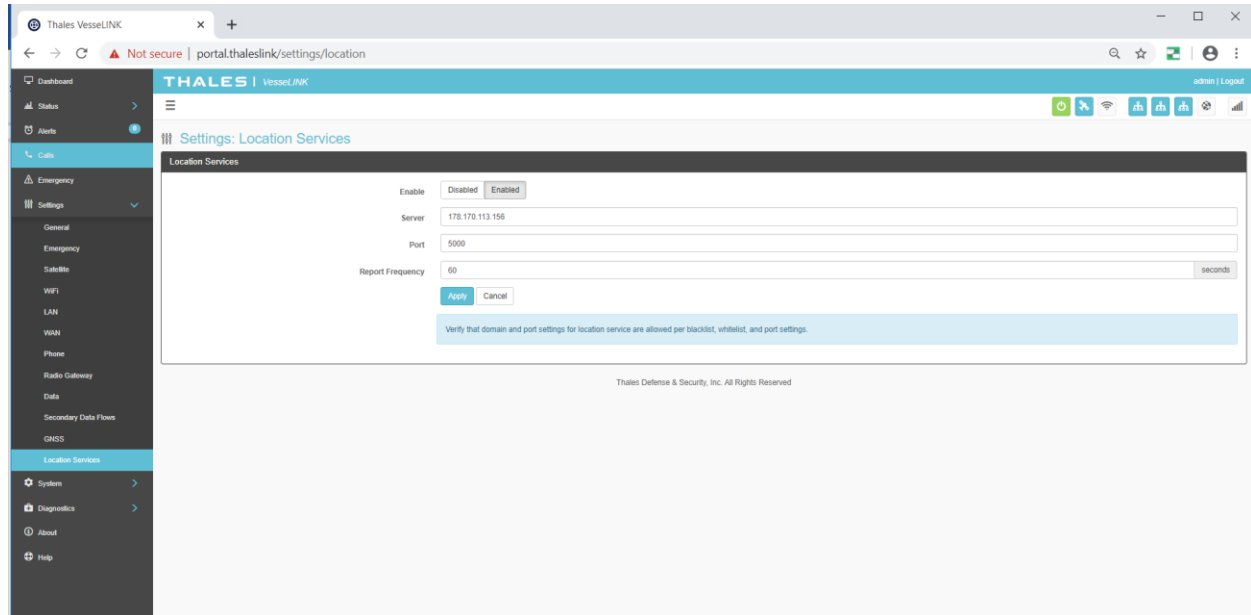 Thales VesseLINK
Not secure | portal.thaleslink/settings/location
Dashboard
THALES | VesseLINK
admin | Logout
Status
Alerts
0
Settings: Location Services
Calls
Location Services
Emergency
Enable
Disabled
Enabled
Settings
Server
178.170.113.156
General
Port
5000
Emergency
Report Frequency
60
seconds
Satellite
WiFi
Apply
Cancel
LAN
WAN
Verify that domain and port settings for location service are allowed per blacklist, whitelist, and port settings.
Phone
Radio Gateway
Thales Defense & Security, Inc. All Rights Reserved
Data
Secondary Data Flows
GNSS
Location Services
System
Diagnostics
About
Help